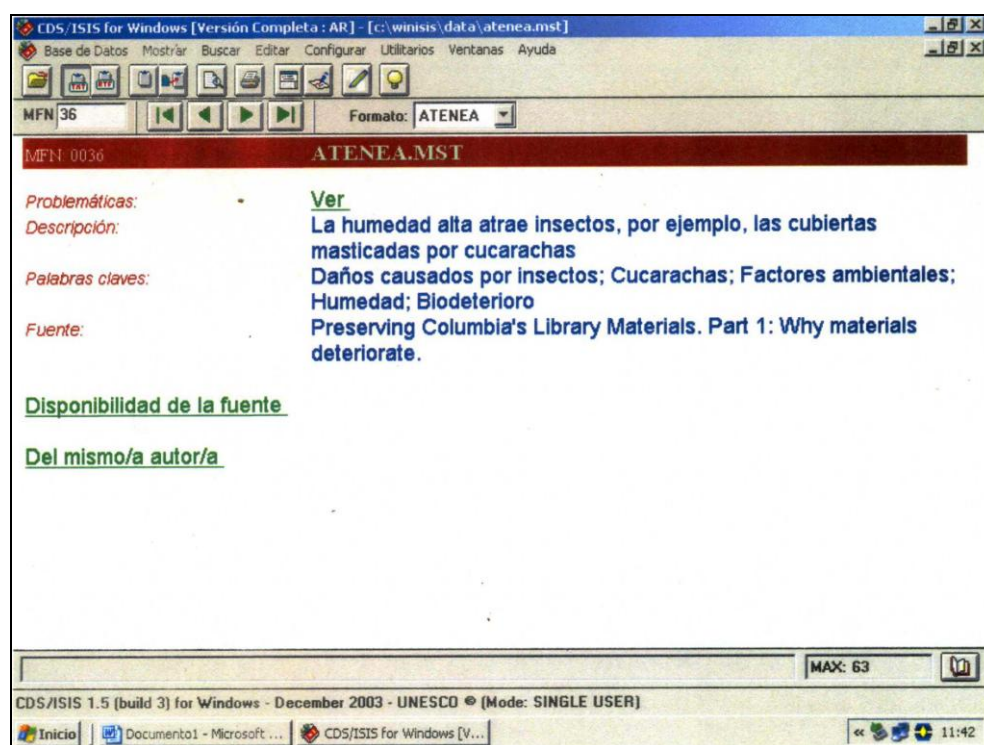 CDS/ISIS for Windows [Versión Completa : AR] - [c:\winisis\data\atenea.mst]
Base de Datos Mostrar Buscar Editar Configurar Utilitarios Ventanas Ayuda
MFN 36 Formato: ATENEA
MFN: 0036 ATENEA.MST
Problemáticas: Ver
Descripción: La humedad alta atrae insectos, por ejemplo, las cubiertas
masticadas por cucarachas
Palabras claves: Daños causados por insectos; Cucarachas; Factores ambientales;
Humedad; Biodeterioro
Fuente: Preserving Columbia's Library Materials. Part 1: Why materials
deteriorate.
Disponibilidad de la fuente
Del mismo/a autor/a
MAX: 63
CDS/ISIS 1.5 (build 3) for Windows - December 2003 - UNESCO © (Mode: SINGLE USER)
Inicio Documento1 - Microsoft ... CDS/ISIS for Windows [V... « 11:42